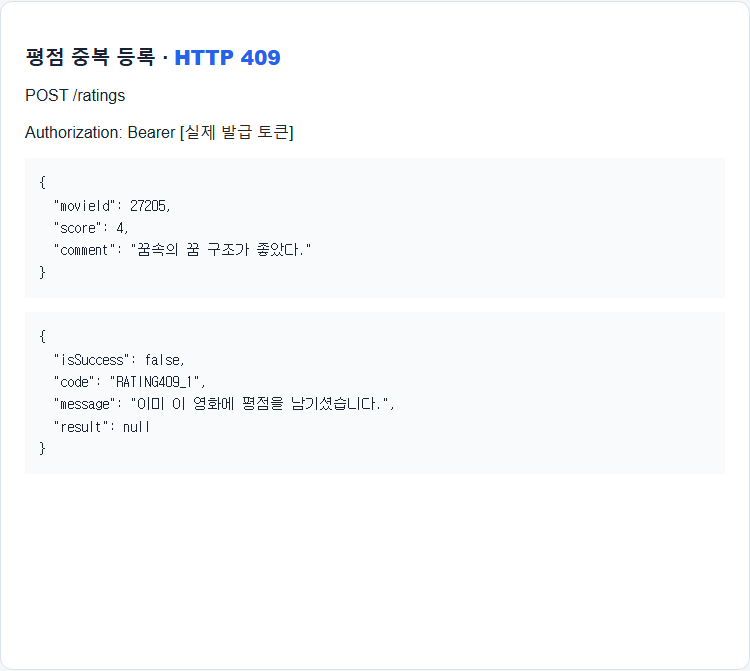 평점 중복 등록 · HTTP 409
POST /ratings
Authorization: Bearer [실제 발급 토큰]
{
  "movieId": 27205,
  "score": 4,
  "comment": "꿈속의 꿈 구조가 좋았다."
}
{
  "isSuccess": false,
  "code": "RATING409_1",
  "message": "이미 이 영화에 평점을 남기셨습니다.",
  "result": null
}